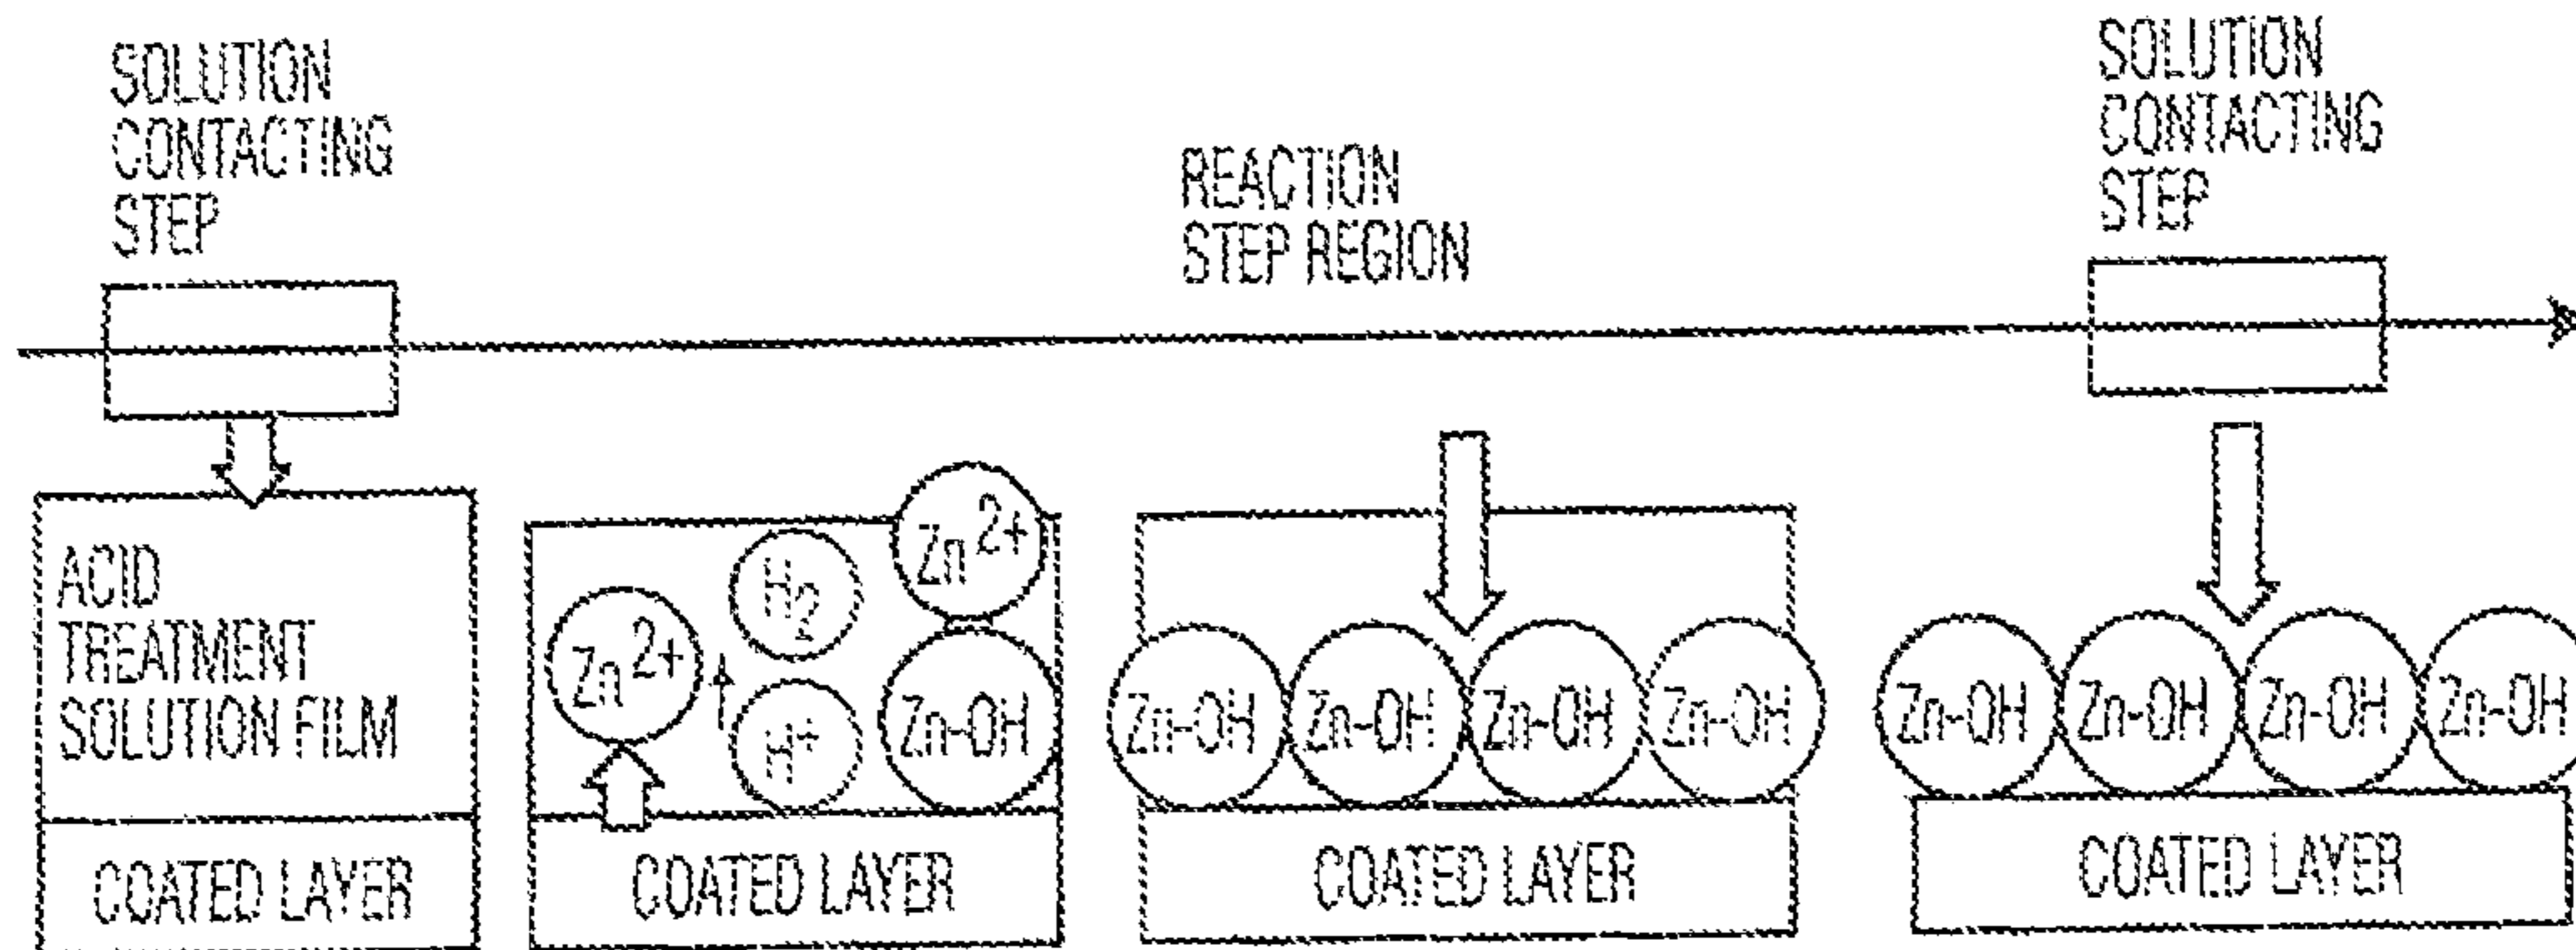 SOLUTION
CONTACTING
STEP
REACTION
STEP REGION
SOLUTION
CONTACTING
STEP
ACID
TREATMENT
SOLUTION FILM
COATED LAYER
Zn2+
H2
H+
Zn2+
Zn-OH
COATED LAYER
Zn-OH Zn-OH Zn-OH Zn-OH
COATED LAYER
Zn-OH Zn-OH Zn-OH Zn-OH
COATED LAYER